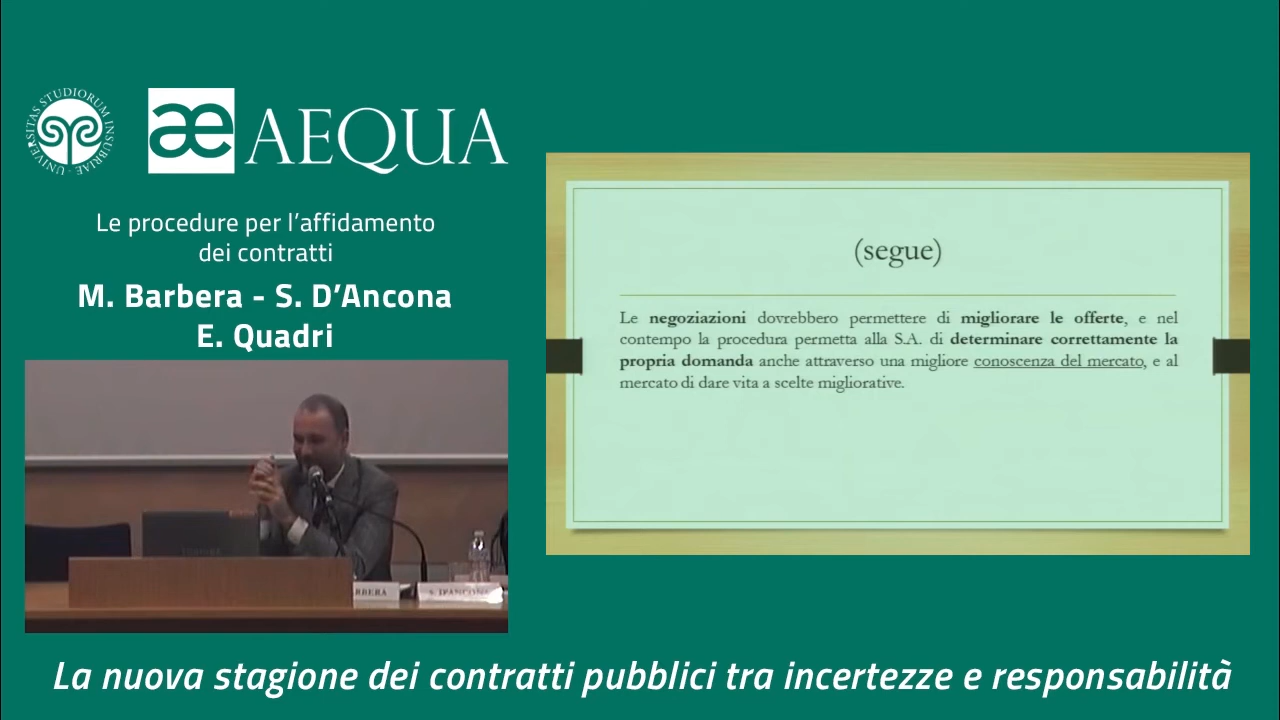 UNIVERSITAS STUDIORUM INSUBRIAE
æ AEQUA
Le procedure per l’affidamento
dei contratti
M. Barbera - S. D’Ancona
E. Quadri
(segue)
Le negoziazioni dovrebbero permettere di migliorare le offerte, e nel
contempo la procedura permetta alla S.A. di determinare correttamente la
propria domanda anche attraverso una migliore conoscenza del mercato, e al
mercato di dare vita a scelte migliorative.
S. D'ANCONA
La nuova stagione dei contratti pubblici tra incertezze e responsabilità